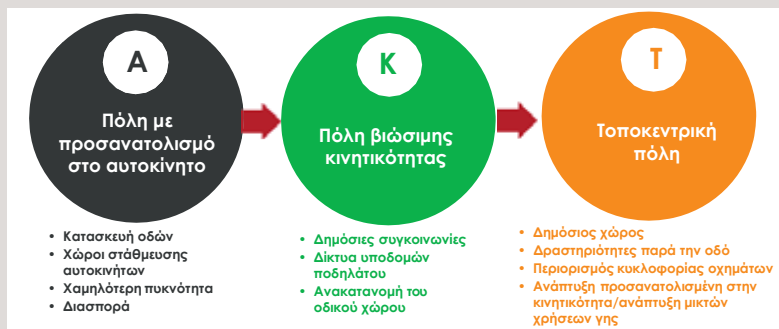 Α
Πόλη με
προσανατολισμό
στο αυτοκίνητο
• Κατασκευή οδών
• Χώροι στάθμευσης
αυτοκινήτων
• Χαμηλότερη πυκνότητα
• Διασπορά
Κ
Πόλη βιώσιμης
κινητικότητας
• Δημόσιες συγκοινωνίες
• Δίκτυα υποδομών
ποδηλάτου
• Ανακατανομή του
οδικού χώρου
Τ
Τοποκεντρική
πόλη
• Δημόσιος χώρος
• Δραστηριότητες παρά την οδό
• Περιορισμός κυκλοφορίας οχημάτων
• Ανάπτυξη προσανατολισμένη στην
κινητικότητα/ανάπτυξη μικτών
χρήσεων γης